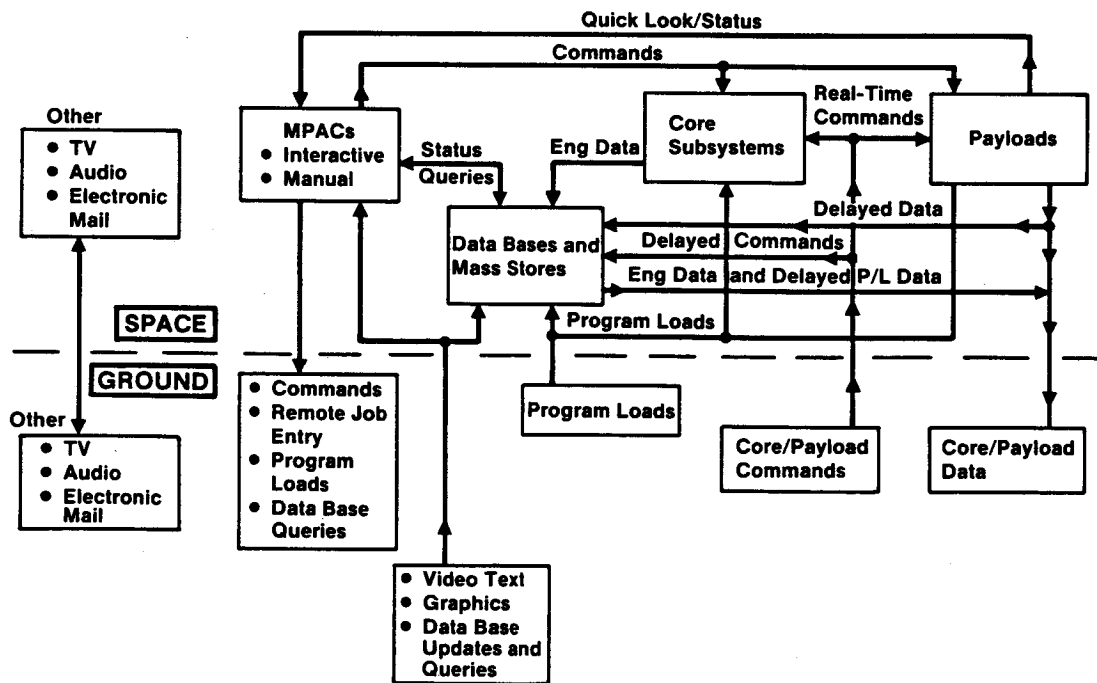 Quick Look/Status
Commands
Other
• TV
• Audio
• Electronic
Mail
MPACs
• Interactive
• Manual
Status
Queries
Eng Data
Core
Subsystems
Real-Time
Commands
Payloads
Data Bases and
Mass Stores
Delayed Data
Delayed Commands
Eng Data and Delayed P/L Data
Program Loads
SPACE
GROUND
Other
• TV
• Audio
• Electronic
Mail
• Commands
• Remote Job
Entry
• Program
Loads
• Data Base
Queries
Program Loads
Core/Payload
Commands
Core/Payload
Data
• Video Text
• Graphics
• Data Base
Updates and
Queries